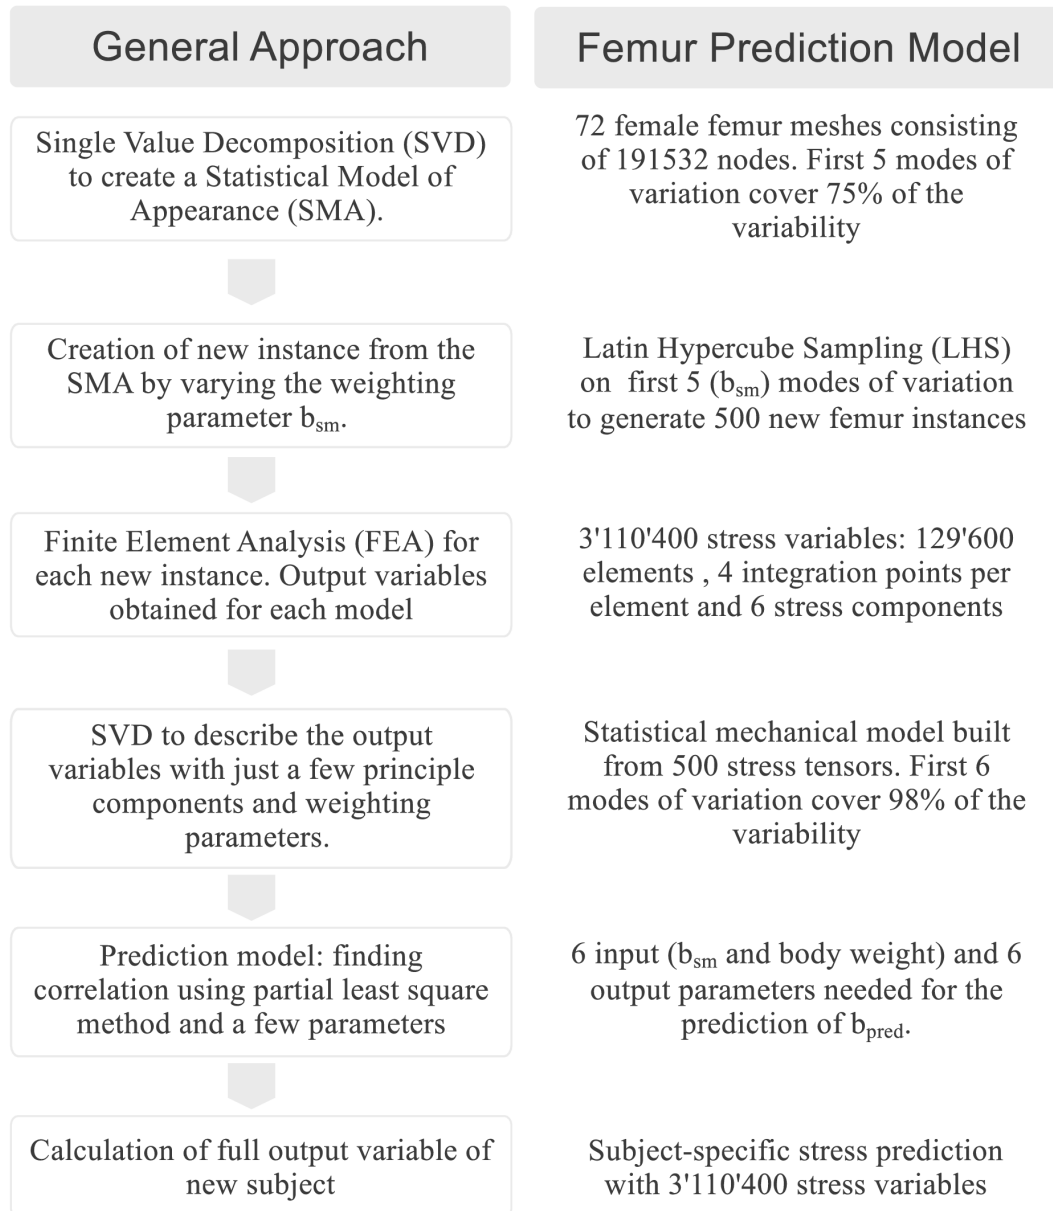 General Approach
Femur Prediction Model
Single Value Decomposition (SVD)
to create a Statistical Model of
Appearance (SMA).
72 female femur meshes consisting
of 191532 nodes. First 5 modes of
variation cover 75% of the
variability
Creation of new instance from the
SMA by varying the weighting
parameter bsm.
Latin Hypercube Sampling (LHS)
on first 5 (bsm) modes of variation
to generate 500 new femur instances
Finite Element Analysis (FEA) for
each new instance. Output variables
obtained for each model
3'110'400 stress variables: 129'600
elements , 4 integration points per
element and 6 stress components
SVD to describe the output
variables with just a few principle
components and weighting
parameters.
Statistical mechanical model built
from 500 stress tensors. First 6
modes of variation cover 98% of the
variability
Prediction model: finding
correlation using partial least square
method and a few parameters
6 input (bsm and body weight) and 6
output parameters needed for the
prediction of bpred.
Calculation of full output variable of
new subject
Subject-specific stress prediction
with 3'110'400 stress variables